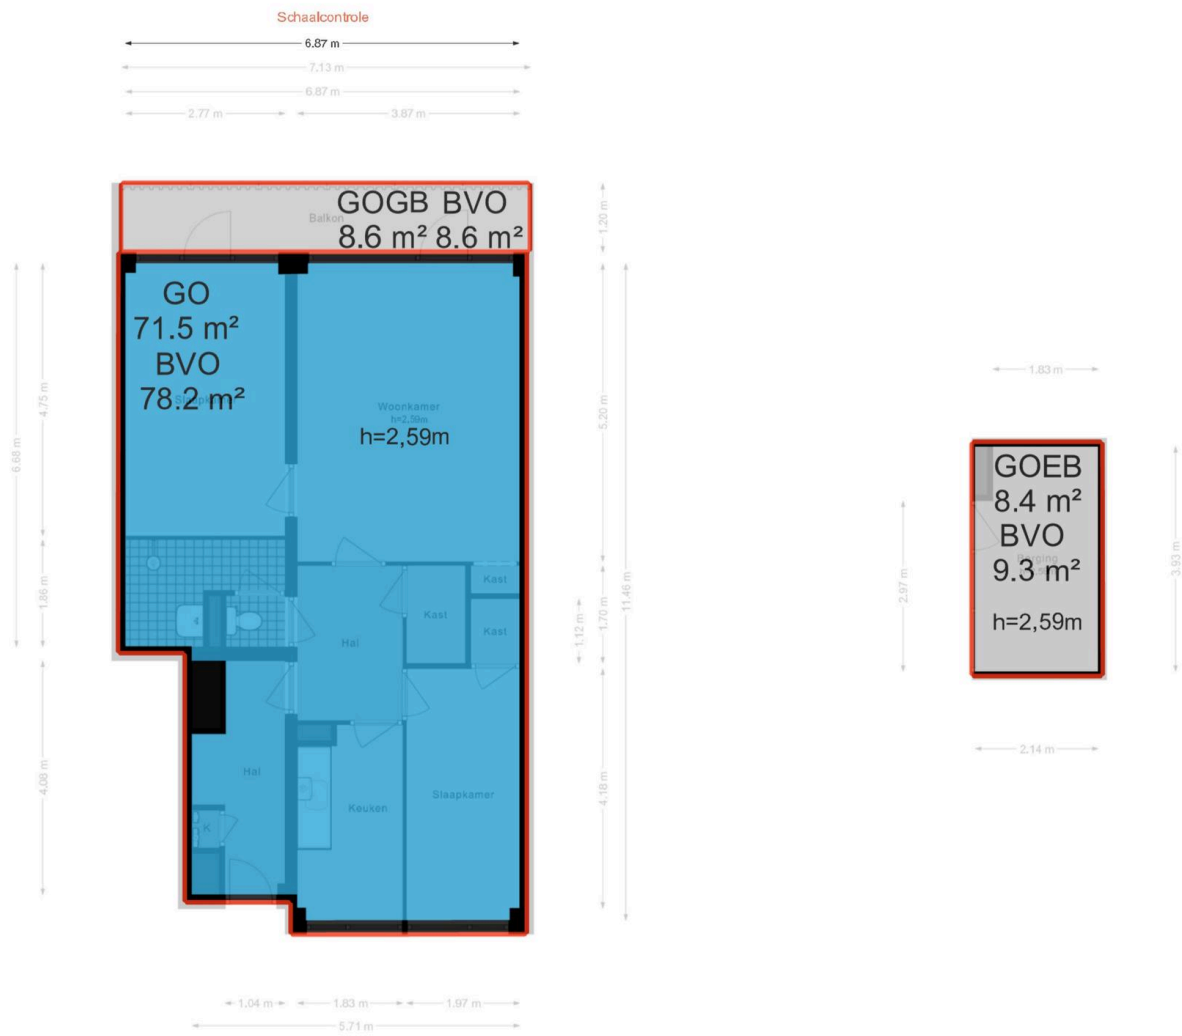 Schaalcontrole
6.87 m
7.13 m
6.87 m
2.77 m
3.87 m
Balkon
GOGB BVO
8.6 m² 8.6 m²
1,20 m
GO
71.5 m²
BVO
78.2 m²
Woonkamer
h=2,59m
h=2,59m
4,75 m
6.68 m
5,20 m
11,46 m
1,86 m
1,70 m
1,12 m
Kast
Kast
Kast
Hal
Hal
K
Keuken
Slaapkamer
4,08 m
4,18 m
1.04 m
1.83 m
1.97 m
5.71 m
1.83 m
GOEB
8.4 m²
BVO
9.3 m²
h=2,59m
2.97 m
3.93 m
2.14 m